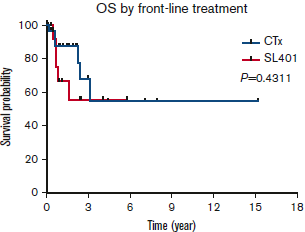 OS by front-line treatment
100
80
60
40
20
0
Survival probability
CTx
SL401
P=0.4311
0 3 6 9 12 15 18
Time (year)